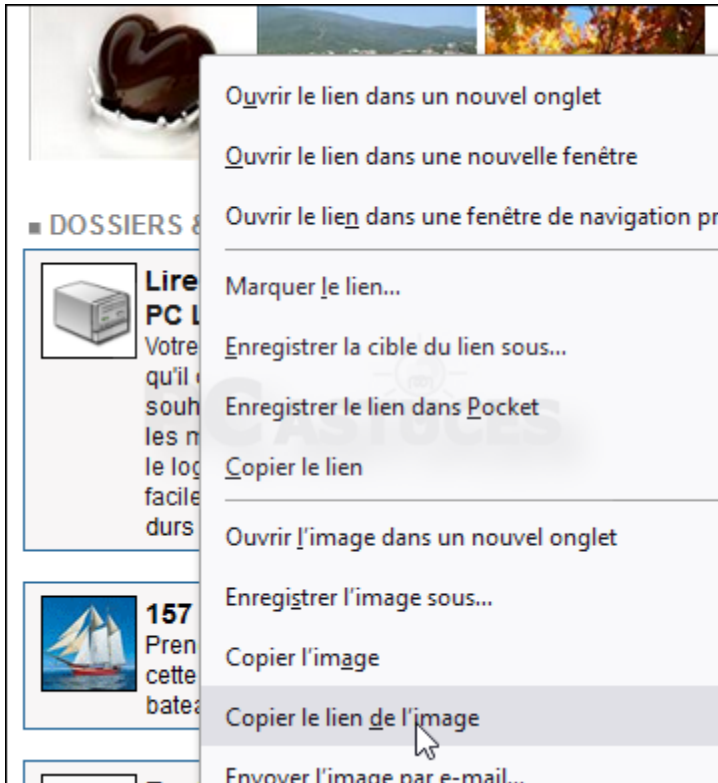 Ouvrir le lien dans un nouvel onglet
Ouvrir le lien dans une nouvelle fenêtre
Ouvrir le lien dans une fenêtre de navigation pr
Marquer le lien...
Enregistrer la cible du lien sous...
Enregistrer le lien dans Pocket
Copier le lien
Ouvrir l'image dans un nouvel onglet
Enregistrer l'image sous...
Copier l'image
Copier le lien de l'image
Envoyer l'image par e-mail...
DOSSIERS &
Lire
PC L
Votre
qu'il
souh
les m
le log
facile
durs
157
Pren
cette
batea
PC ASTUCES